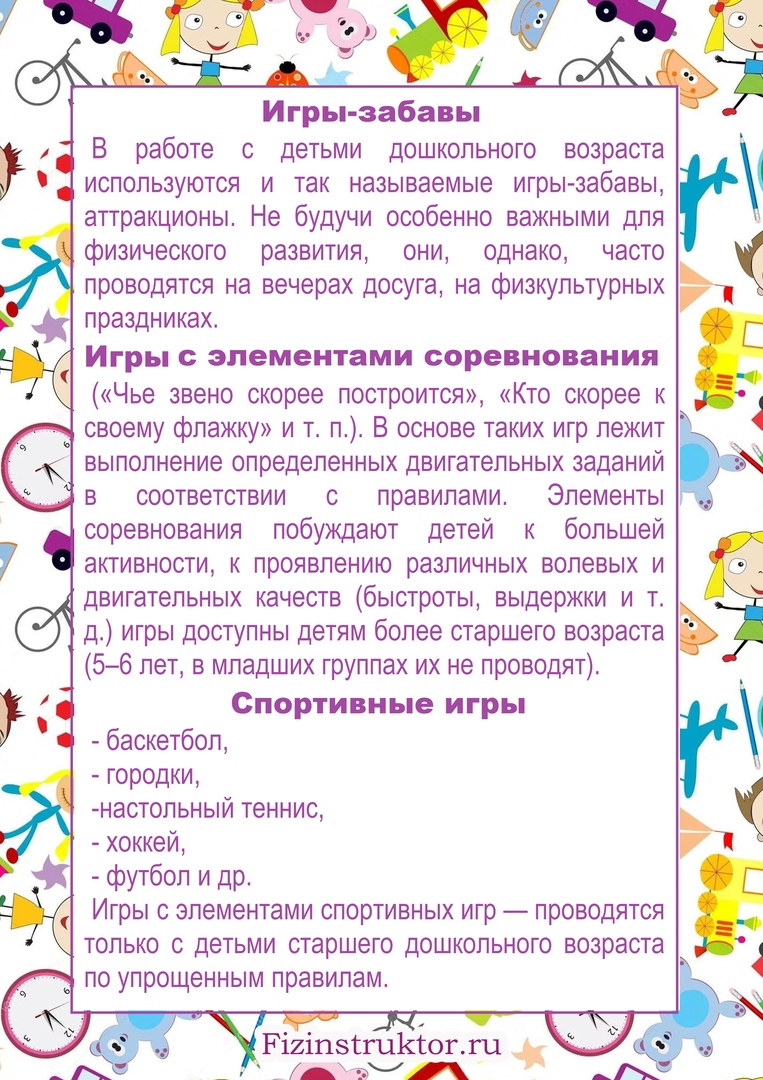 Игры-забавы
В работе с детьми дошкольного возраста
используются и так называемые игры-забавы,
аттракционы. Не будучи особенно важными для
физического развития, они, однако, часто
проводятся на вечерах досуга, на физкультурных
праздниках.
Игры с элементами соревнования
(«Чье звено скорее построится», «Кто скорее к
своему флажку» и т. п.). В основе таких игр лежит
выполнение определенных двигательных заданий
в соответствии с правилами. Элементы
соревнования побуждают детей к большей
активности, к проявлению различных волевых и
двигательных качеств (быстроты, выдержки и т.
д.) игры доступны детям более старшего возраста
(5–6 лет, в младших группах их не проводят).
Спортивные игры
- баскетбол,
- городки,
-настольный теннис,
- хоккей,
- футбол и др.
Игры с элементами спортивных игр — проводятся
только с детьми старшего дошкольного возраста
по упрощенным правилам.
Fizinstruktor.ru